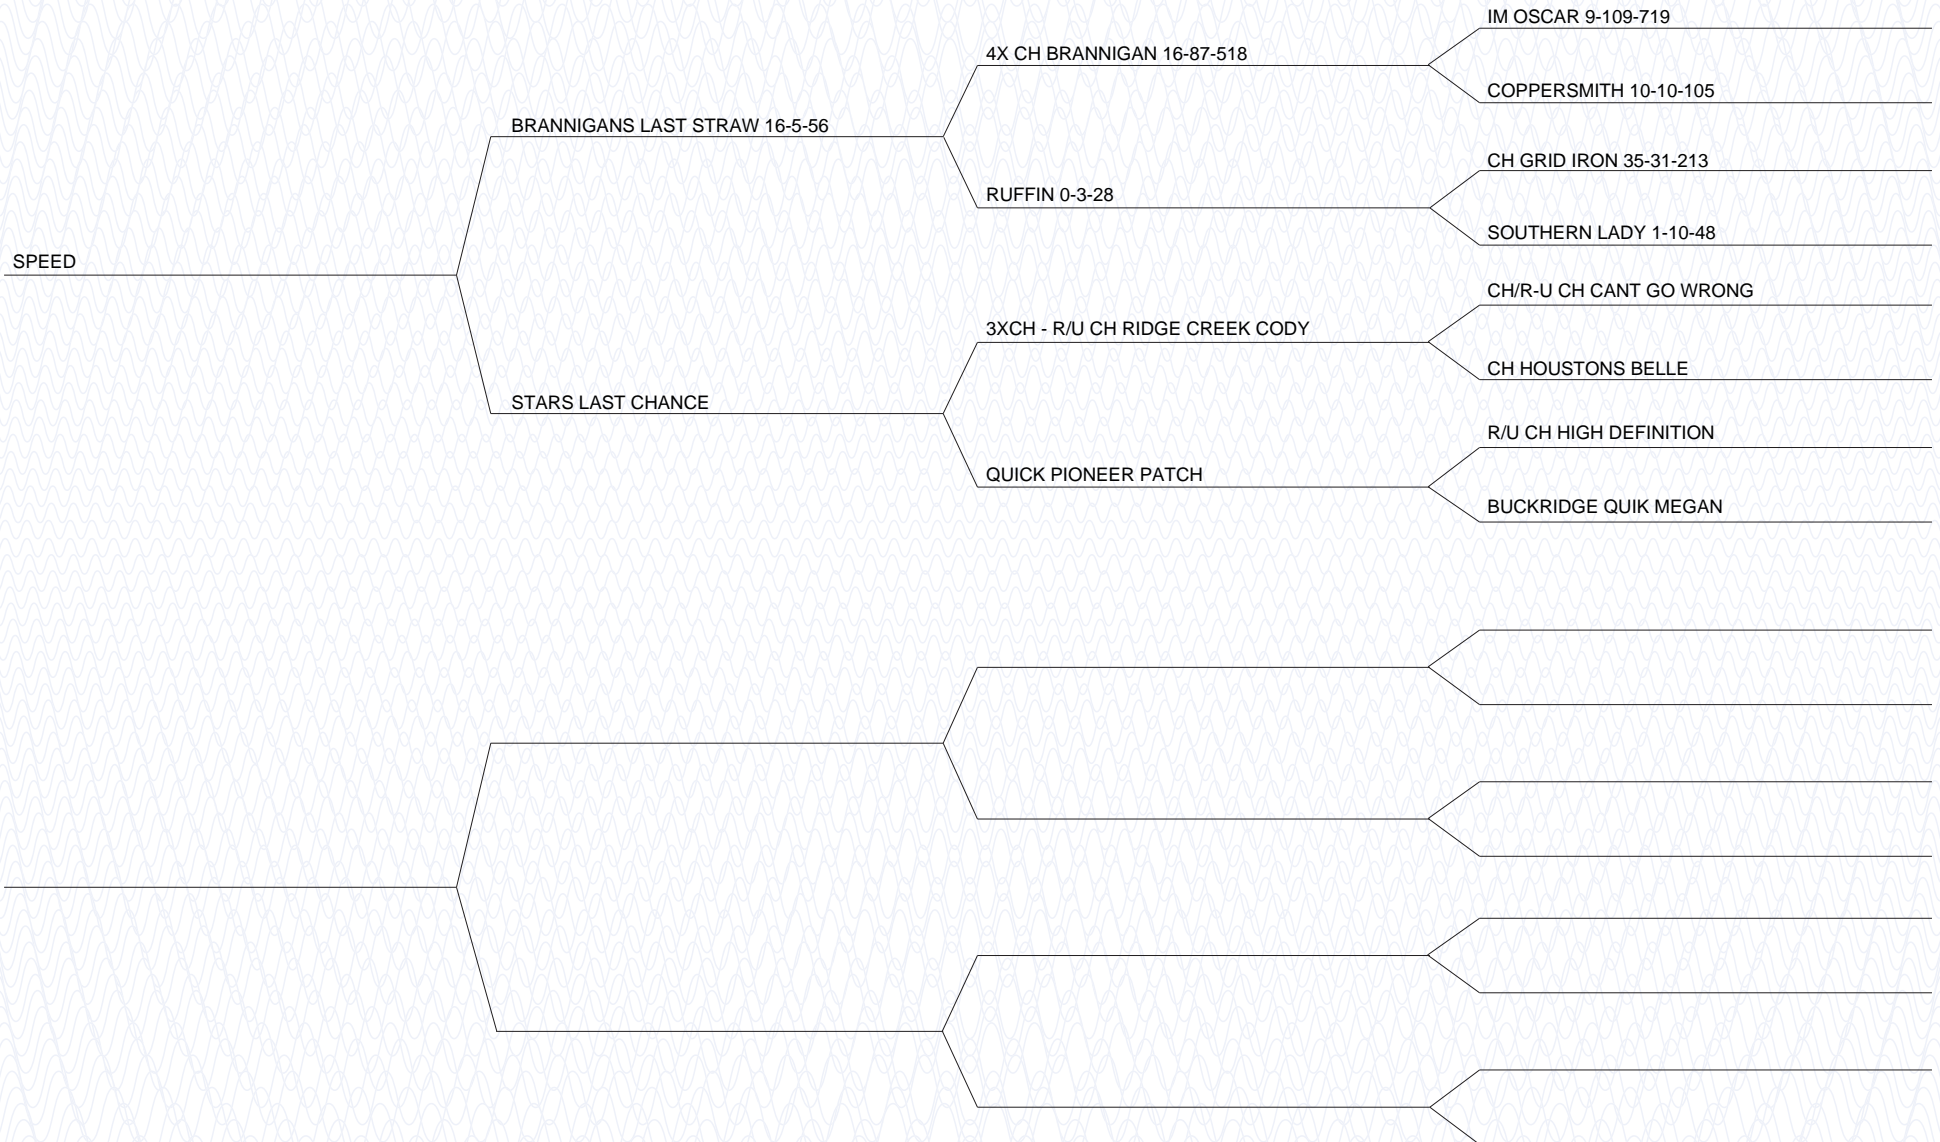 IM OSCAR 9-109-719
4X CH BRANNIGAN 16-87-518
COPPERSMITH 10-10-105
BRANNIGANS LAST STRAW 16-5-56
CH GRID IRON 35-31-213
RUFFIN 0-3-28
SOUTHERN LADY 1-10-48
SPEED
CH/R-U CH CANT GO WRONG
3XCH - R/U CH RIDGE CREEK CODY
CH HOUSTONS BELLE
STARS LAST CHANCE
R/U CH HIGH DEFINITION
QUICK PIONEER PATCH
BUCKRIDGE QUIK MEGAN